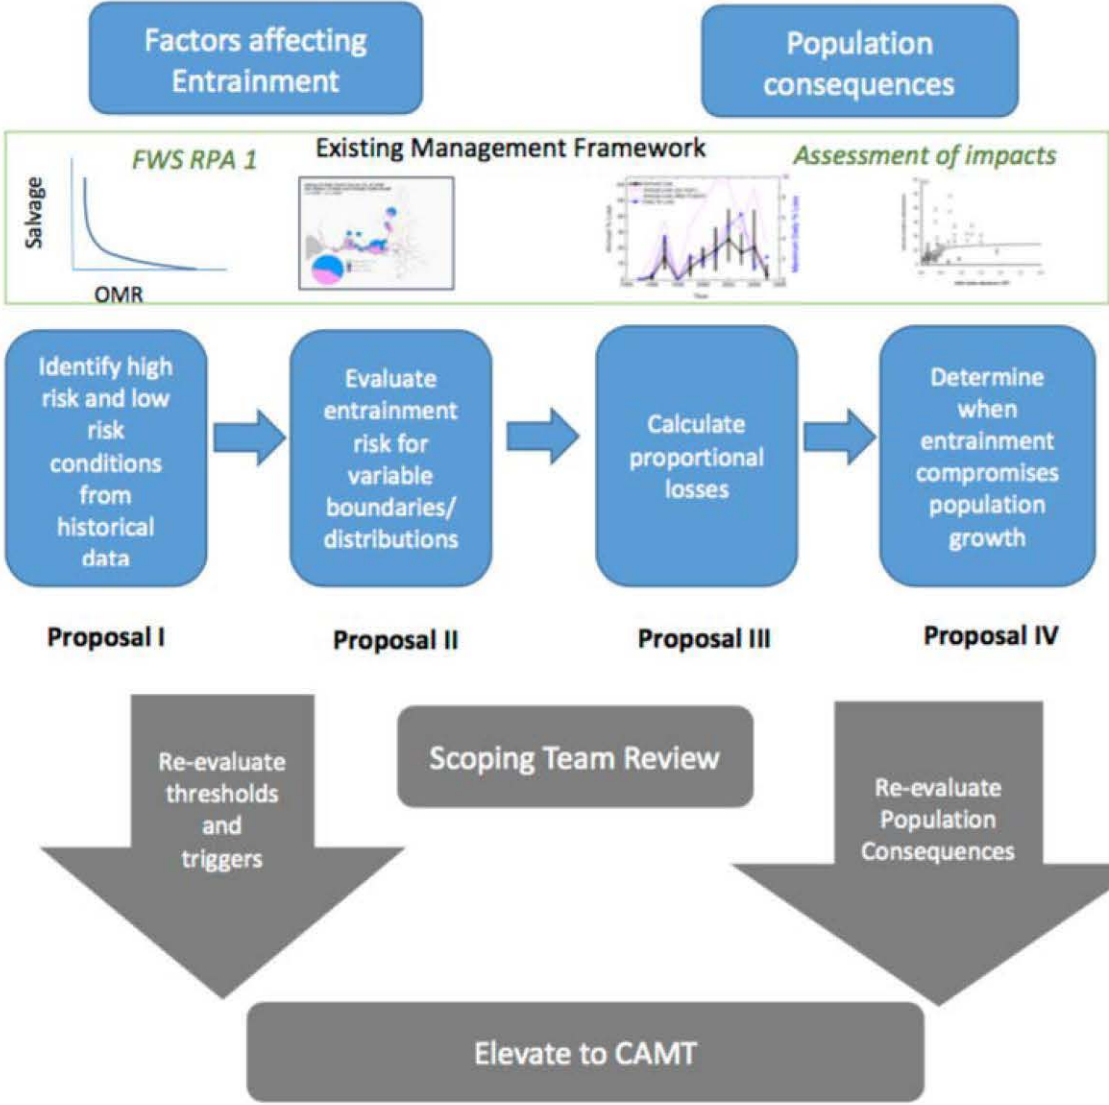 Factors affecting
Entrainment
Population
consequences
FWS RPA 1
Existing Management Framework
Assessment of impacts
Salvage
OMR
Identify high
risk and low
risk
conditions
from
historical
data
Evaluate
entrainment
risk for
variable
boundaries/
distributions
Calculate
proportional
losses
Determine
when
entrainment
compromises
population
growth
Proposal I
Proposal II
Proposal III
Proposal IV
Re-evaluate
thresholds
and
triggers
Scoping Team Review
Re-evaluate
Population
Consequences
Elevate to CAMT